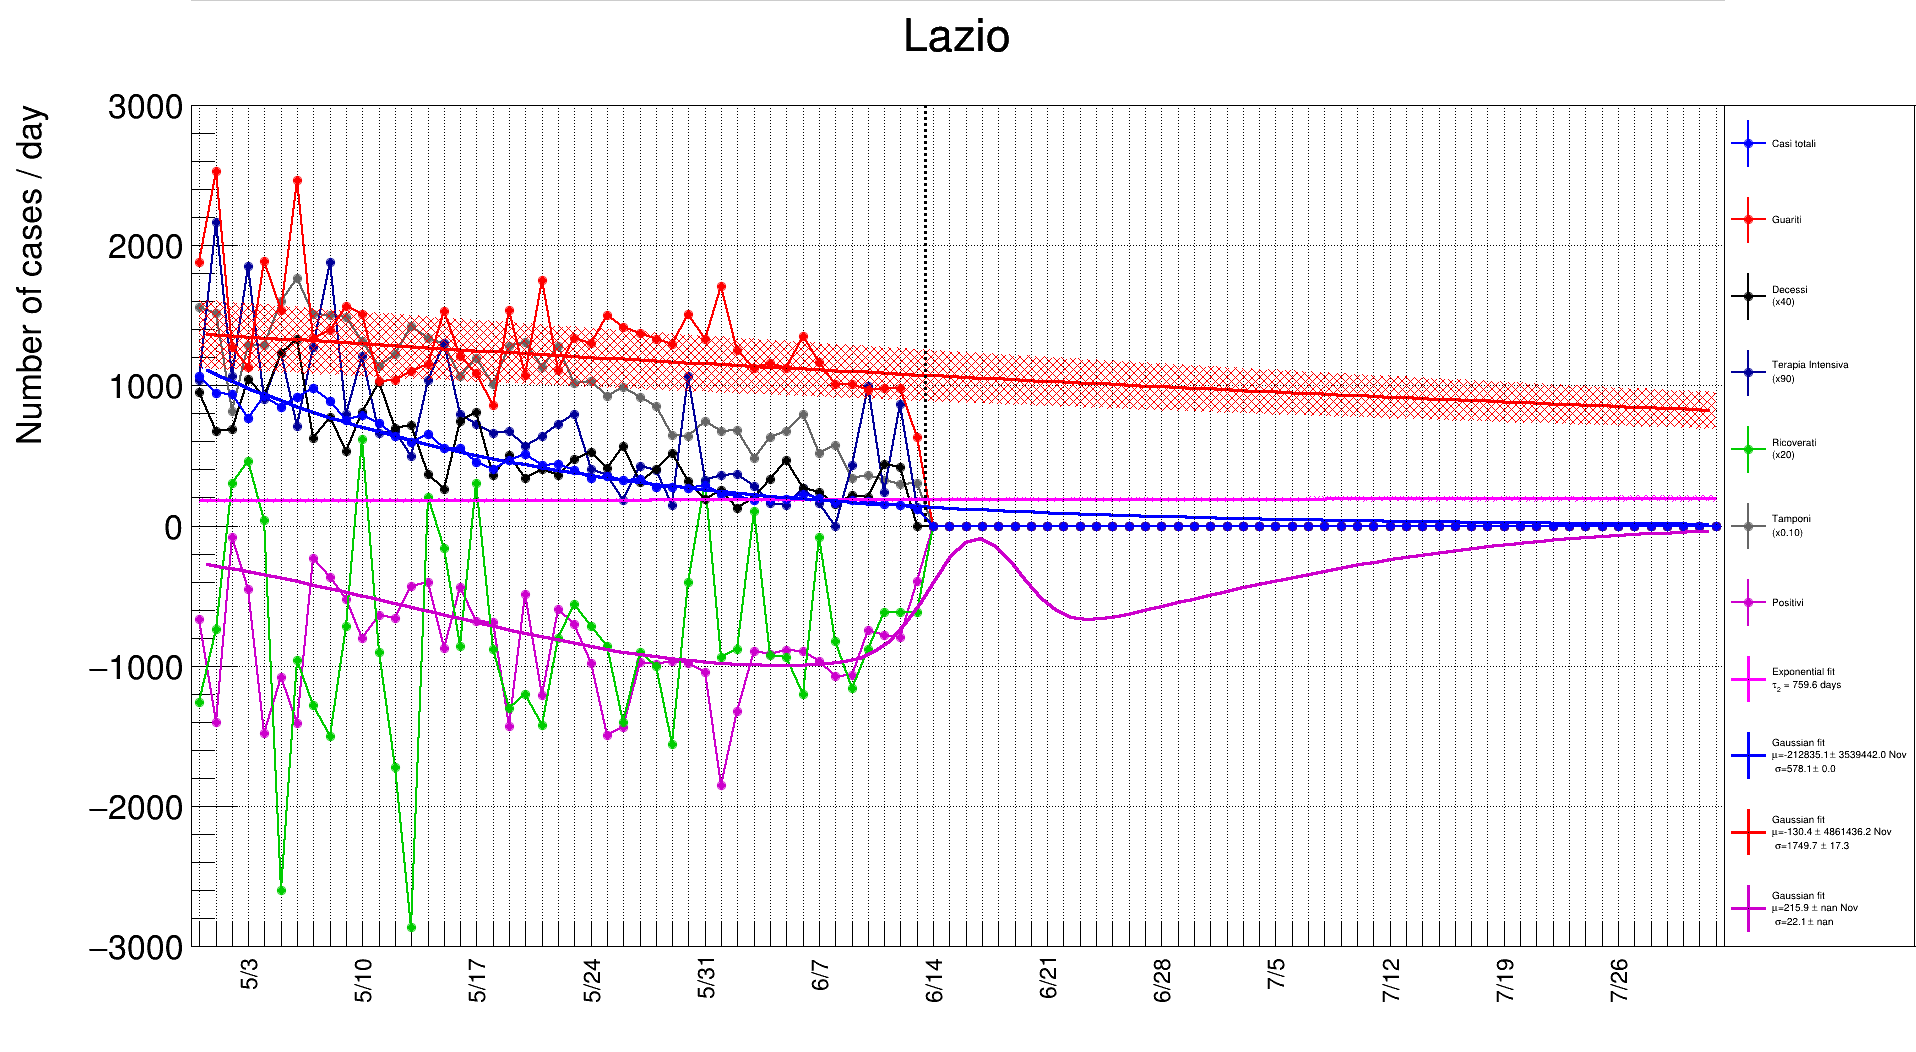 Lazio
Number of cases / day
3000
2000
1000
0
−1000
−2000
−3000
5/3
5/10
5/17
5/24
5/31
6/7
6/14
6/21
6/28
7/5
7/12
7/19
7/26
Casi totali
Guariti
Decessi
(x40)
Terapia Intensiva
(x90)
Ricoverati
(x20)
Tamponi
(x0.10)
Positivi
Exponential fit
τ2 = 759.6 days
Gaussian fit
μ=-212835.1± 3539442.0 Nov
σ=578.1± 0.0
Gaussian fit
μ=-130.4 ± 4861436.2 Nov
σ=1749.7 ± 17.3
Gaussian fit
μ=215.9 ± nan Nov
σ=22.1± nan